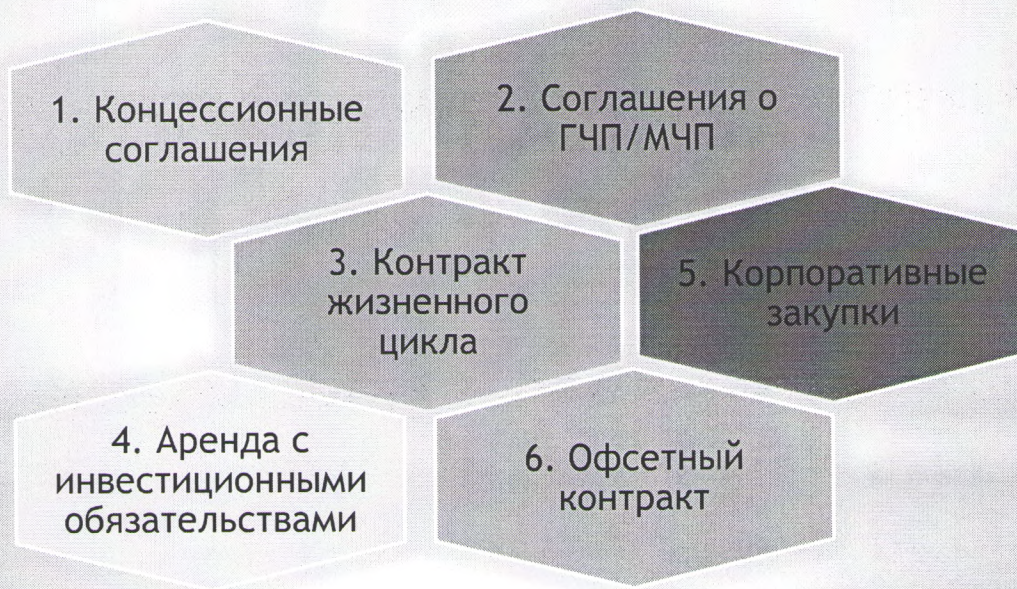 1. Концессионные
соглашения
2. Соглашения о
ГЧП/МЧП
3. Контракт
жизненного
цикла
5. Корпоративные
закупки
4. Аренда с
инвестиционными
обязательствами
6. Офсетный
контракт